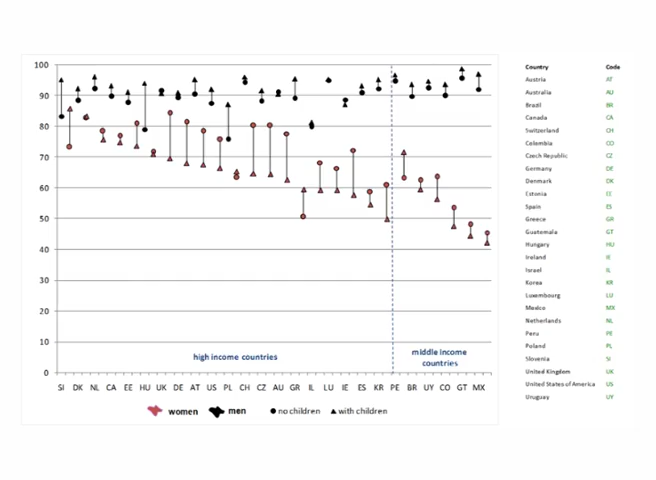 100
90
80
70
60
50
40
30
20
10
0
high income countries
middle income
countries
SI DK NL CA EE HU UK DE AT US PL CH CZ AU GR IL LU IE ES KR PE BR UY CO GT MX
women men no children with children
Country Code
Austria AT
Australia AU
Brazil BR
Canada CA
Switzerland CH
Colombia CO
Czech Republic CZ
Germany DE
Denmark DK
Estonia EE
Spain ES
Greece GR
Guatemala GT
Hungary HU
Ireland IE
Israel IL
Korea KR
Luxembourg LU
Mexico MX
Netherlands NL
Peru PE
Poland PL
Slovenia SI
United Kingdom UK
United States of America US
Uruguay UY